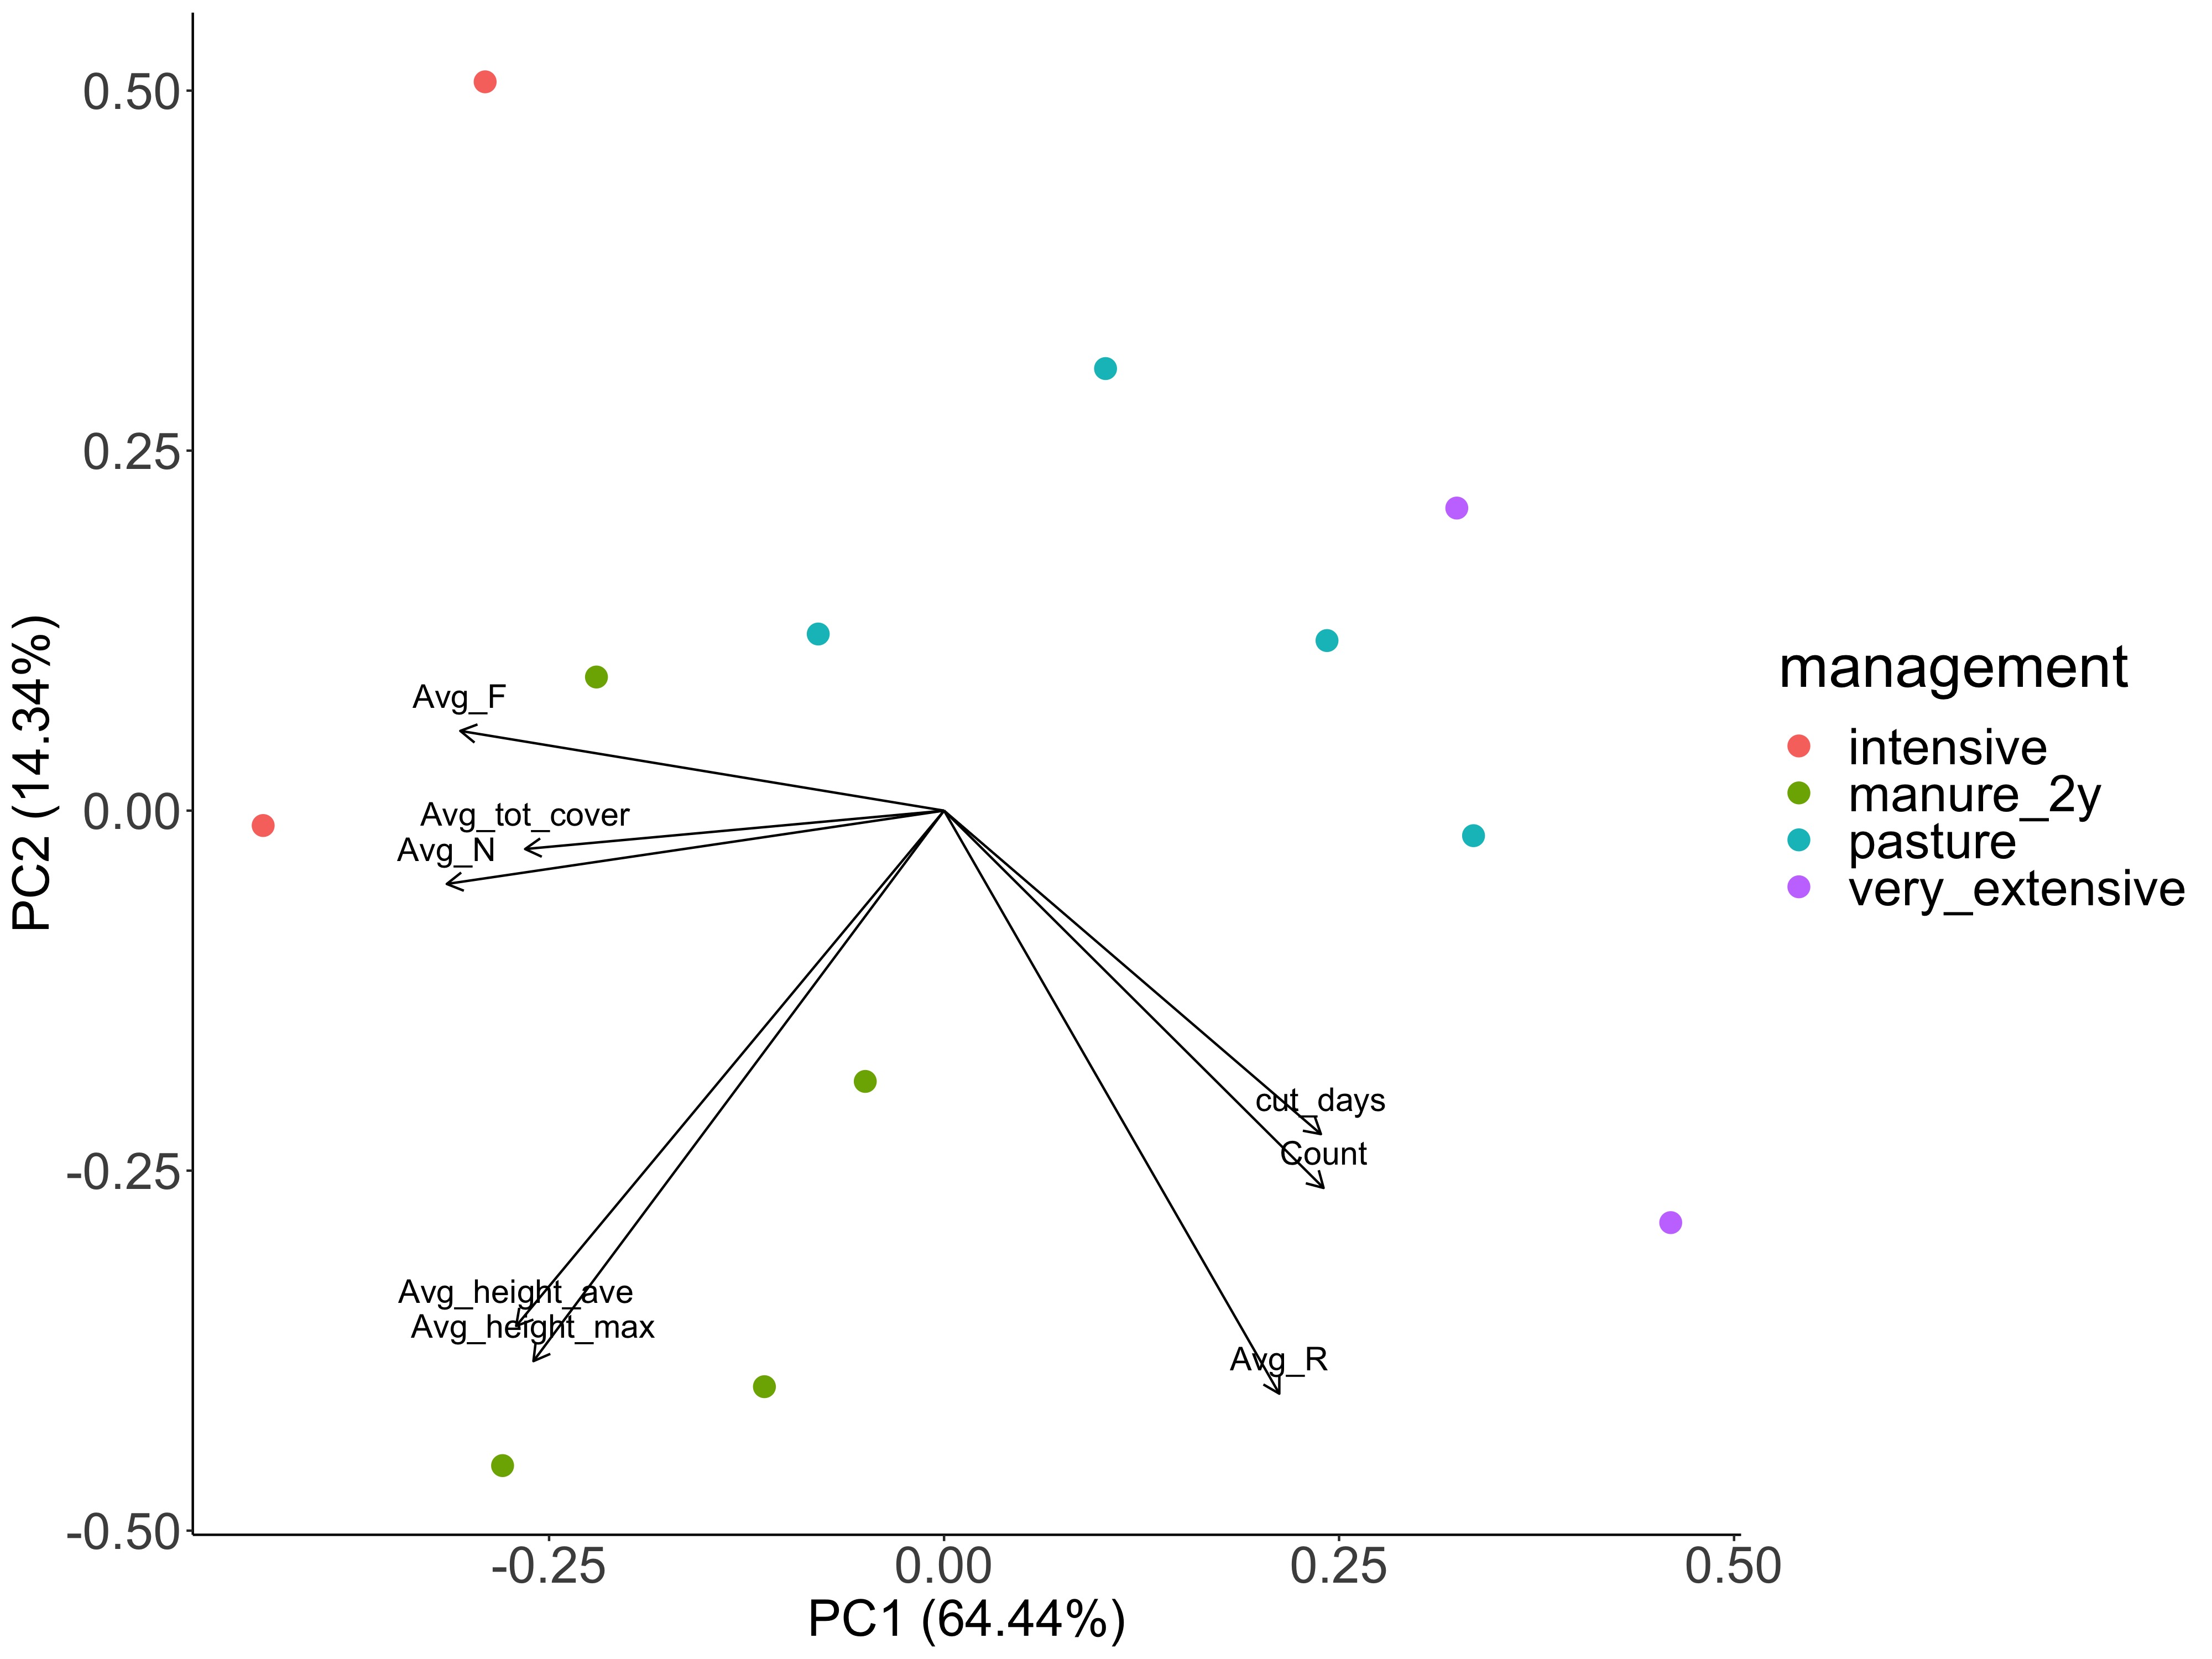 0.50
0.25
0.00
-0.25
-0.50
PC2 (14.34%)
Avg_F
Avg_tot_cover
Avg_N
cut_days
Count
Avg_height_ave
Avg_height_max
Avg_R
-0.25
0.00
0.25
0.50
PC1 (64.44%)
management
intensive
manure_2y
pasture
very_extensive